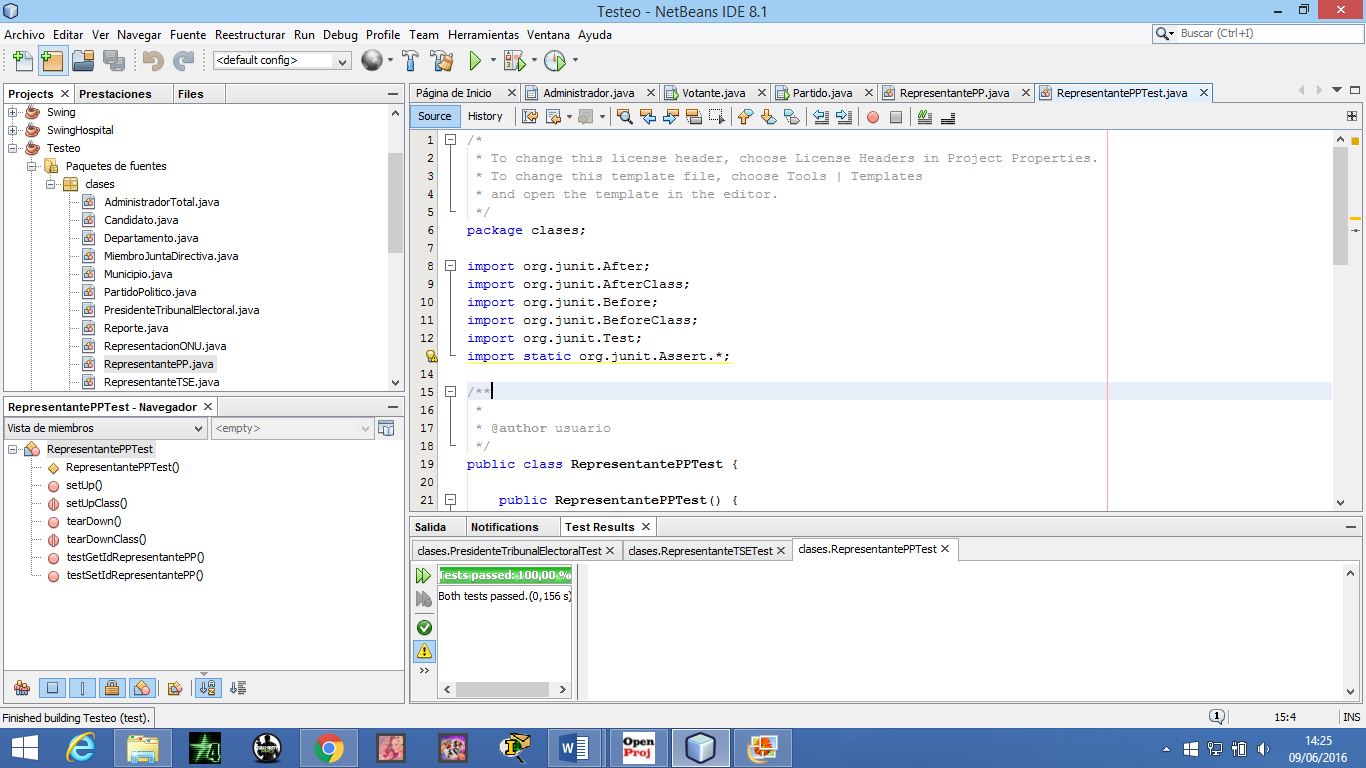 Testeo - NetBeans IDE 8.1
Archivo Editar Ver Navegar Fuente Reestructurar Run Debug Profile Team Herramientas Ventana Ayuda
Buscar (Ctrl+I)
<default config>
Projects Prestaciones Files
Swing
SwingHospital
Testeo
Paquetes de fuentes
clases
AdministradorTotal.java
Candidato.java
Departamento.java
MiembroJuntaDirectiva.java
Municipio.java
PartidoPolitico.java
PresidenteTribunalElectoral.java
Reporte.java
RepresentacionONU.java
RepresentantePP.java
RepresentanteTSE.java
RepresentantePPTest - Navegador
Vista de miembros <empty>
RepresentantePPTest
RepresentantePPTest()
setUp()
setUpClass()
tearDown()
tearDownClass()
testGetIdRepresentantePP()
testSetIdRepresentantePP()
Página de Inicio Administrador.java Votante.java Partido.java RepresentantePP.java RepresentantePPTest.java
Source History
1 /*
2 * To change this license header, choose License Headers in Project Properties.
3 * To change this template file, choose Tools | Templates
4 * and open the template in the editor.
5 */
6 package clases;
7
8 import org.junit.After;
9 import org.junit.AfterClass;
10 import org.junit.Before;
11 import org.junit.BeforeClass;
12 import org.junit.Test;
import static org.junit.Assert.*;
14
15 /**
16 *
17 * @author usuario
18 */
19 public class RepresentantePPTest {
20
21 public RepresentantePPTest() {
Salida Notifications Test Results
clases.PresidenteTribunalElectoralTest clases.RepresentanteTSETest clases.RepresentantePPTest
Tests passed: 100,00 %
Both tests passed.(0,156 s)
Finished building Testeo (test).
1 15:4 INS
Open
Proj
14:25
09/06/2016